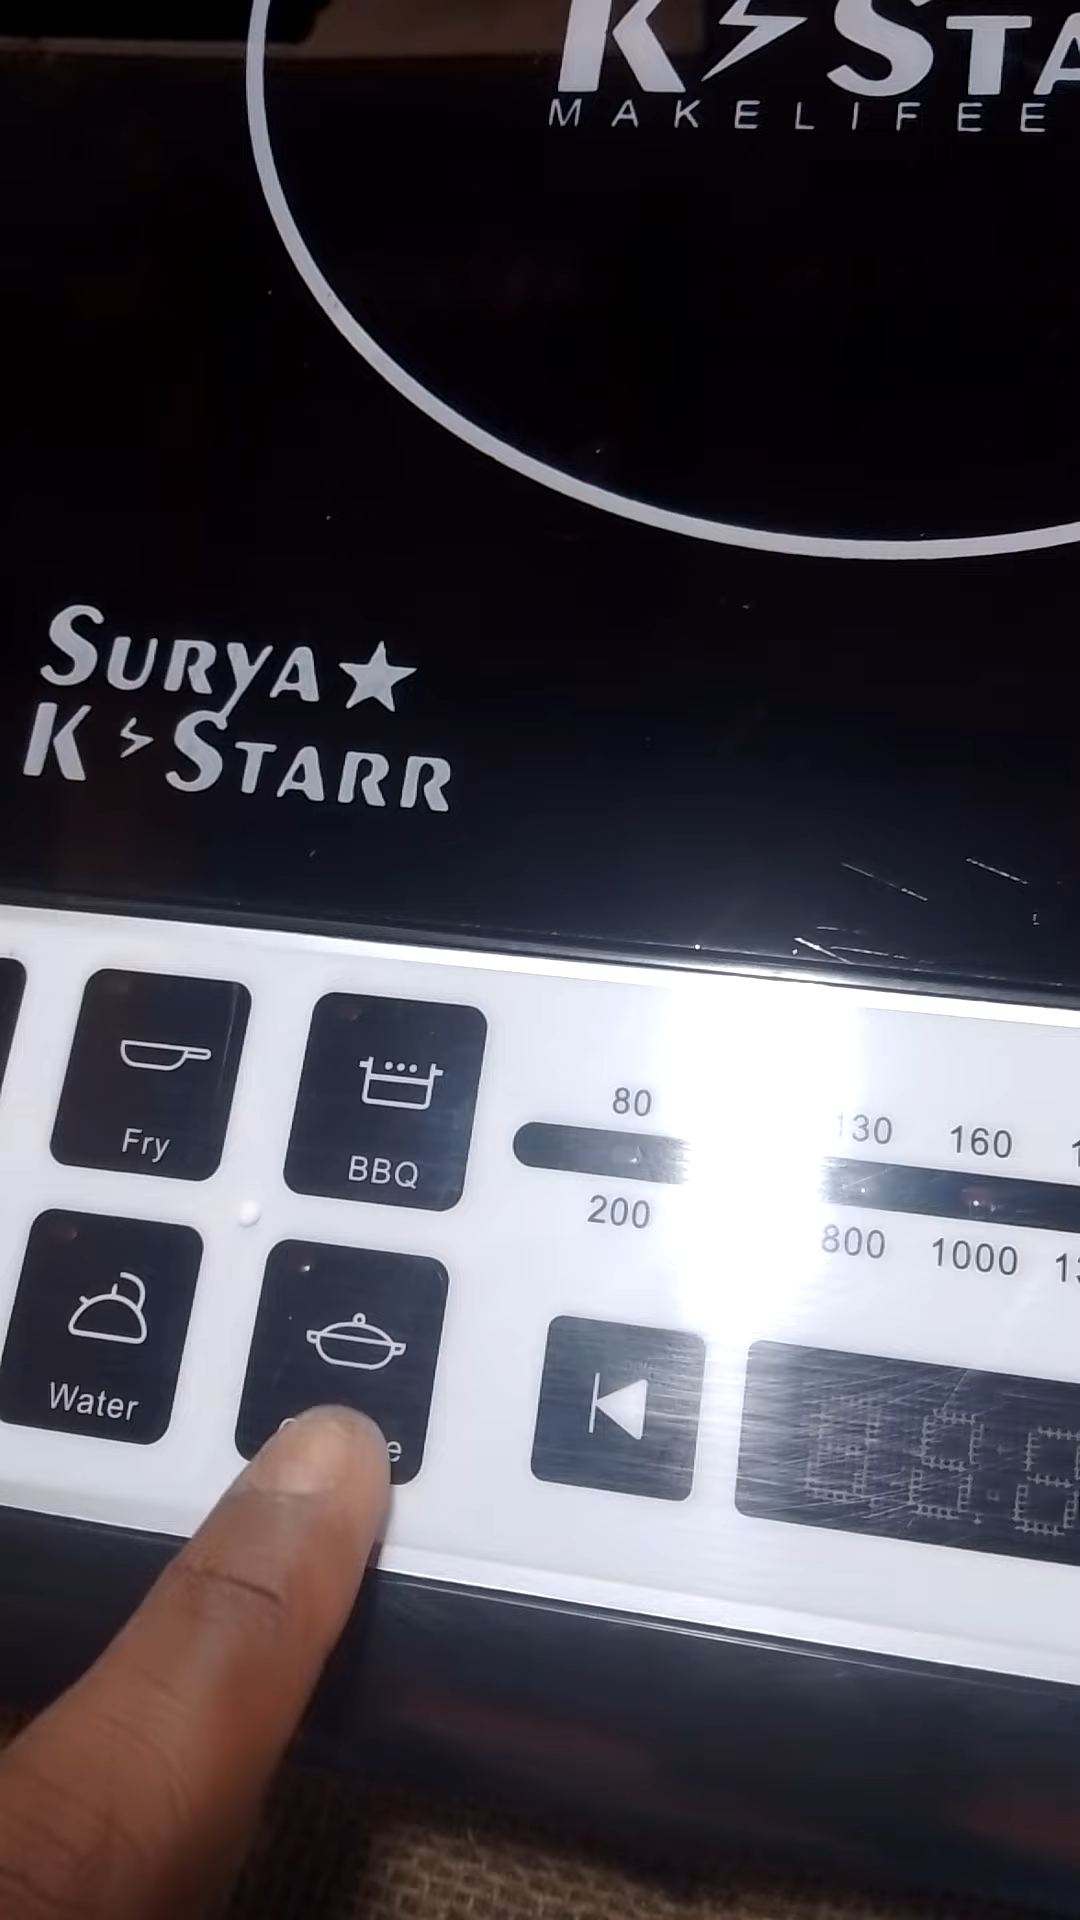 K STA
MAKELIFEE
SURYA
K STARR
Fry
BBQ
80 130 160
200 800 1000
Water